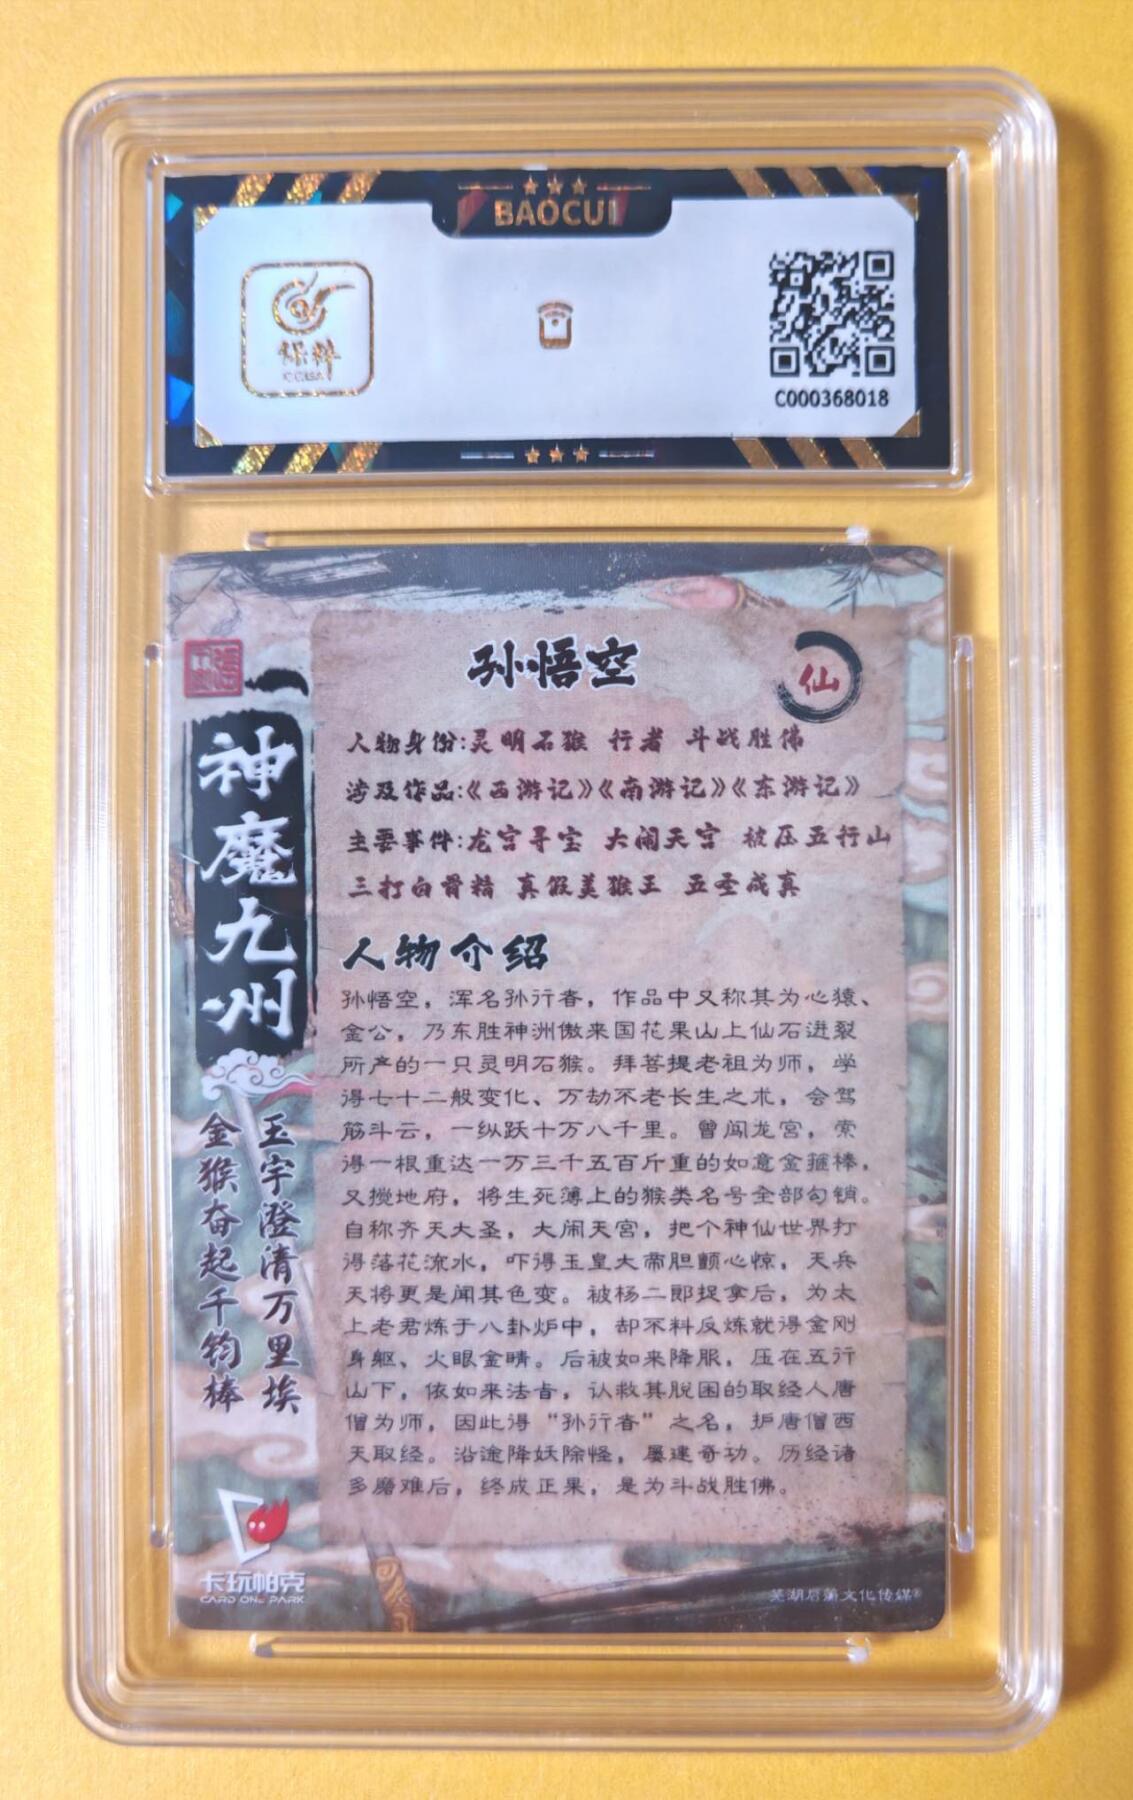 BAOCUI
保粹
C000368018
孙悟空
仙
人物身份:灵明石猴 行者 斗战胜佛
涉及作品:《西游记》《南游记》《东游记》
主要事件:龙宫寻宝 大闹天宫 被压五行山
三打白骨精 真假美猴王 五圣成真
人物介绍
孙悟空，浑名孙行者，作品中又称其为心猿、
金公，乃东胜神洲傲来国花果山上仙石迸裂
所产的一只灵明石猴。拜菩提老祖为师，学
得七十二般变化、万劫不老长生之术，会驾
筋斗云，一纵跃十万八千里。曾闯龙宫，索
得一根重达一万三千五百斤重的如意金箍棒，
又搅地府，将生死薄上的猴类名号全部勾销。
自称齐天大圣，大闹天宫，把个神仙世界打
得落花流水，吓得玉皇大帝胆颤心惊，天兵
天将更是闻其色变。被杨二郎捉拿后，为太
上老君炼于八卦炉中，却不料反炼就得金刚
身躯、火眼金睛。后被如来降服，压在五行
山下，依如来法旨，认救其脱困的取经人唐
僧为师，因此得“孙行者”之名，护唐僧西
天取经。沿途降妖除怪，屡建奇功。历经诸
多磨难后，终成正果，是为斗战胜佛。
神魔九州
金猴奋起千钧棒
玉宇澄清万里埃
卡玩帕克
CARD ONE PARK
芜湖启蒙文化传媒